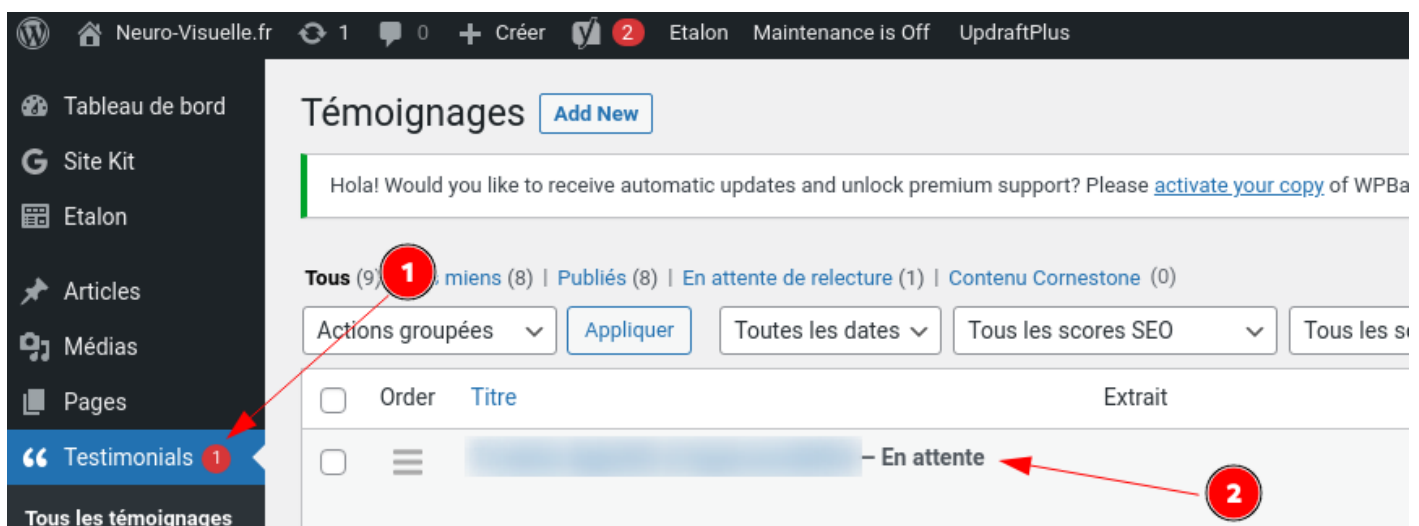 Neuro-Visuelle.fr 1 0 + Créer 2 Etalon Maintenance is Off UpdraftPlus
Tableau de bord
Site Kit
Etalon
Articles
Médias
Pages
Testimonials 1
Tous les témoignages
Témoignages Add New
Hola! Would you like to receive automatic updates and unlock premium support? Please activate your copy of
Tous (9) 1 miens (8) | Publiés (8) | En attente de relecture (1) | Contenu Cornestone (0)
Actions groupées Appliquer Toutes les dates Tous les scores SEO Tous les
Order Titre Extrait
– En attente
2